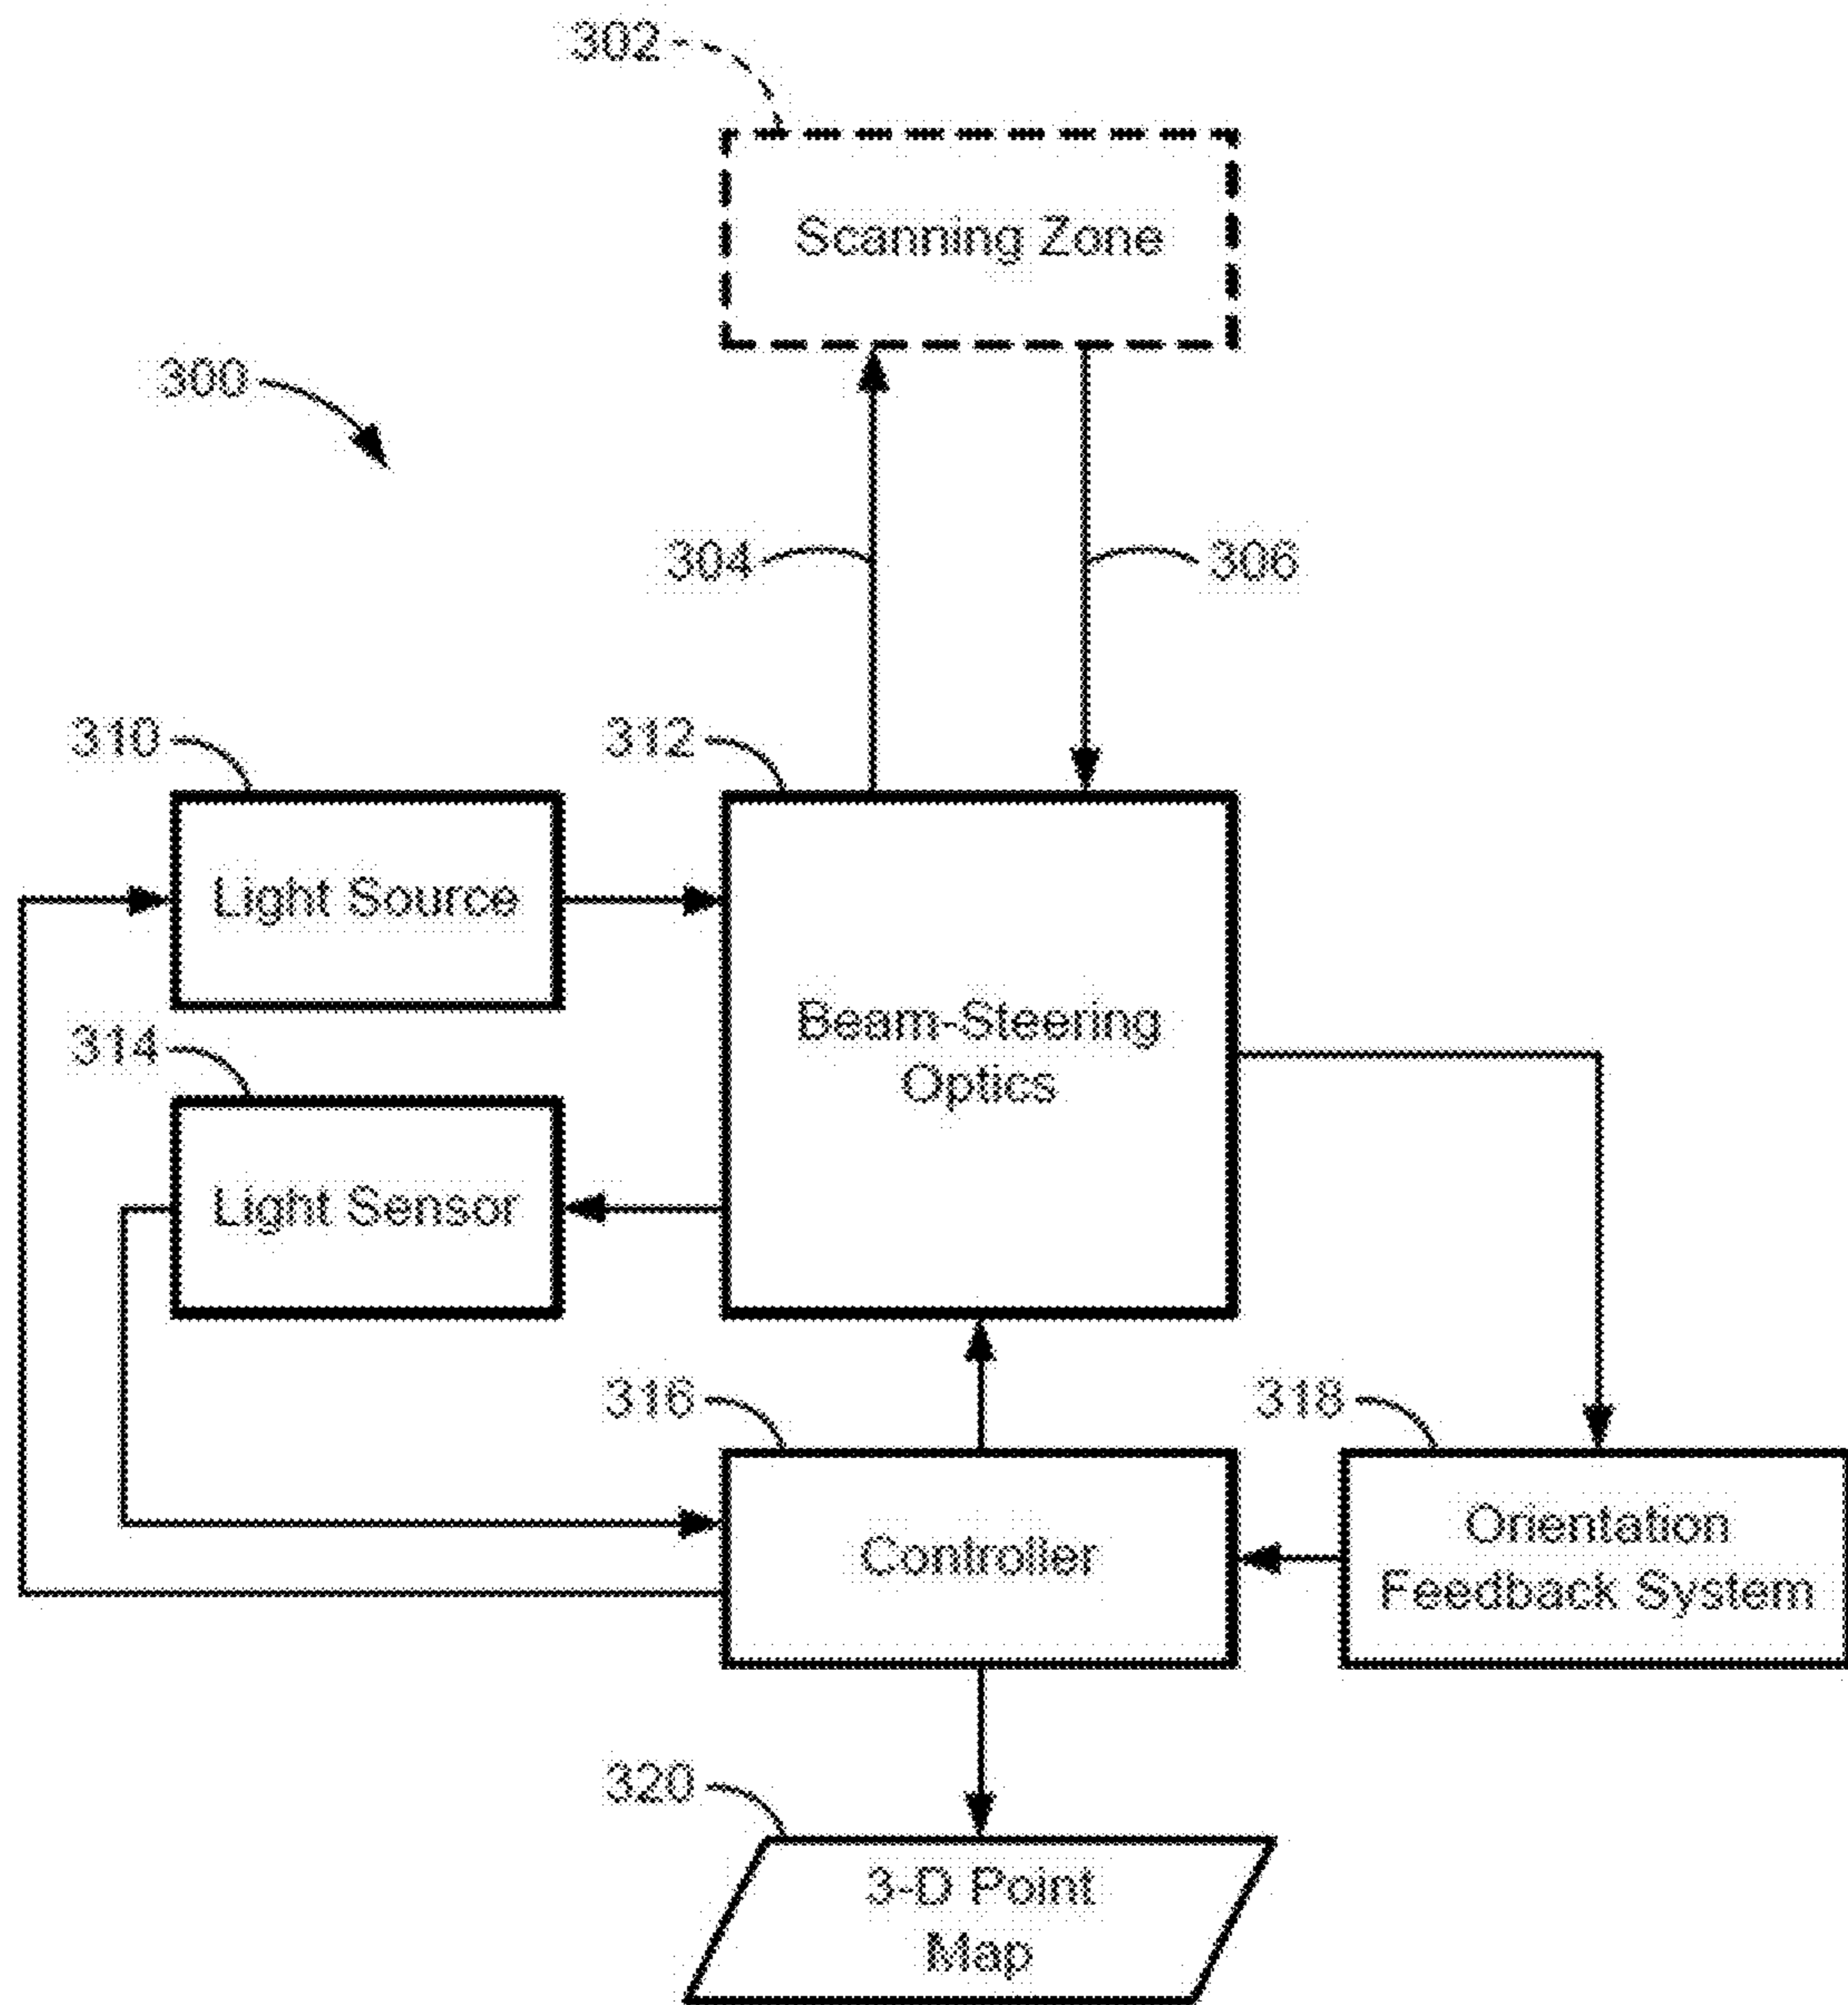 302
Scanning Zone
300
304
306
310
312
Light Source
Beam-Steering
Optics
314
Light Sensor
316
318
Controller
Orientation
Feedback System
320
3-D Point
Map